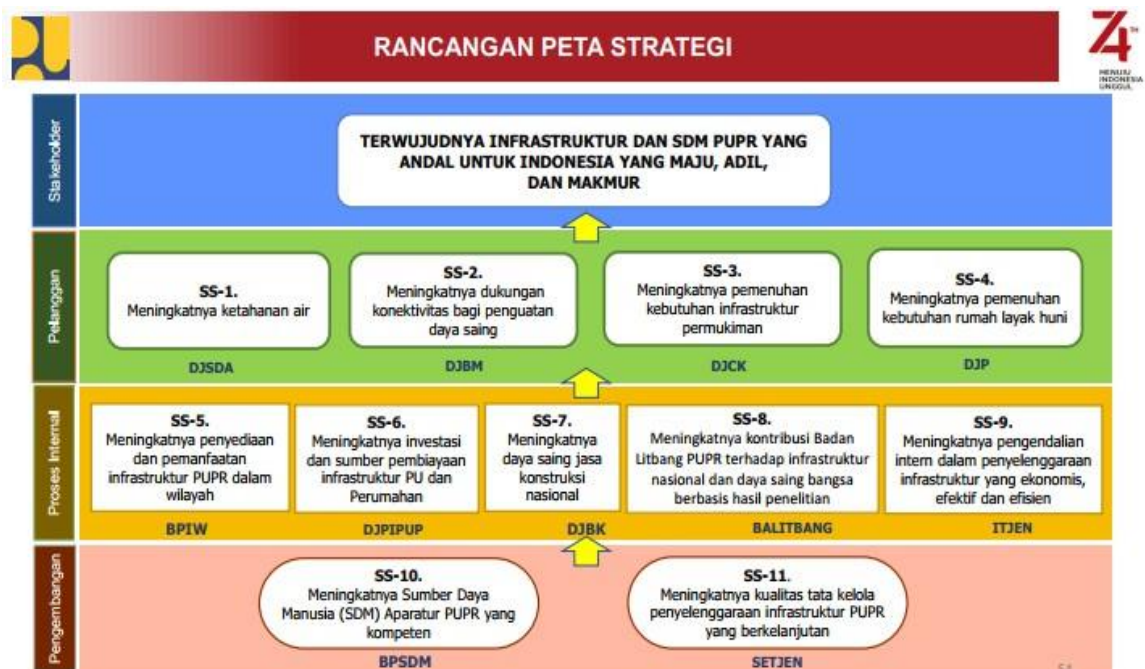 RANCANGAN PETA STRATEGI
74TH
MENUJU
INDONESIA
UNGGUL
Stakeholder
TERWUJUDNYA INFRASTRUKTUR DAN SDM PUPR YANG
ANDAL UNTUK INDONESIA YANG MAJU, ADIL,
DAN MAKMUR
Pelanggan
SS-1.
Meningkatnya ketahanan air
DJSDA
SS-2.
Meningkatnya dukungan
konektivitas bagi penguatan
daya saing
DJBM
SS-3.
Meningkatnya pemenuhan
kebutuhan infrastruktur
permukiman
DJCK
SS-4.
Meningkatnya pemenuhan
kebutuhan rumah layak huni
DJP
Proses Internal
SS-5.
Meningkatnya penyediaan
dan pemanfaatan
infrastruktur PUPR dalam
wilayah
BPIW
SS-6.
Meningkatnya investasi
dan sumber pembiayaan
infrastruktur PU dan
Perumahan
DJPIPUP
SS-7.
Meningkatnya
daya saing jasa
konstruksi
nasional
DJBK
SS-8.
Meningkatnya kontribusi Badan
Litbang PUPR terhadap infrastruktur
nasional dan daya saing bangsa
berbasis hasil penelitian
BALITBANG
SS-9.
Meningkatnya pengendalian
intern dalam penyelenggaraan
infrastruktur yang ekonomis,
efektif dan efisien
ITJEN
Pengembangan
SS-10.
Meningkatnya Sumber Daya
Manusia (SDM) Aparatur PUPR yang
kompeten
BPSDM
SS-11.
Meningkatnya kualitas tata kelola
penyelenggaraan infrastruktur PUPR
yang berkelanjutan
SETJEN